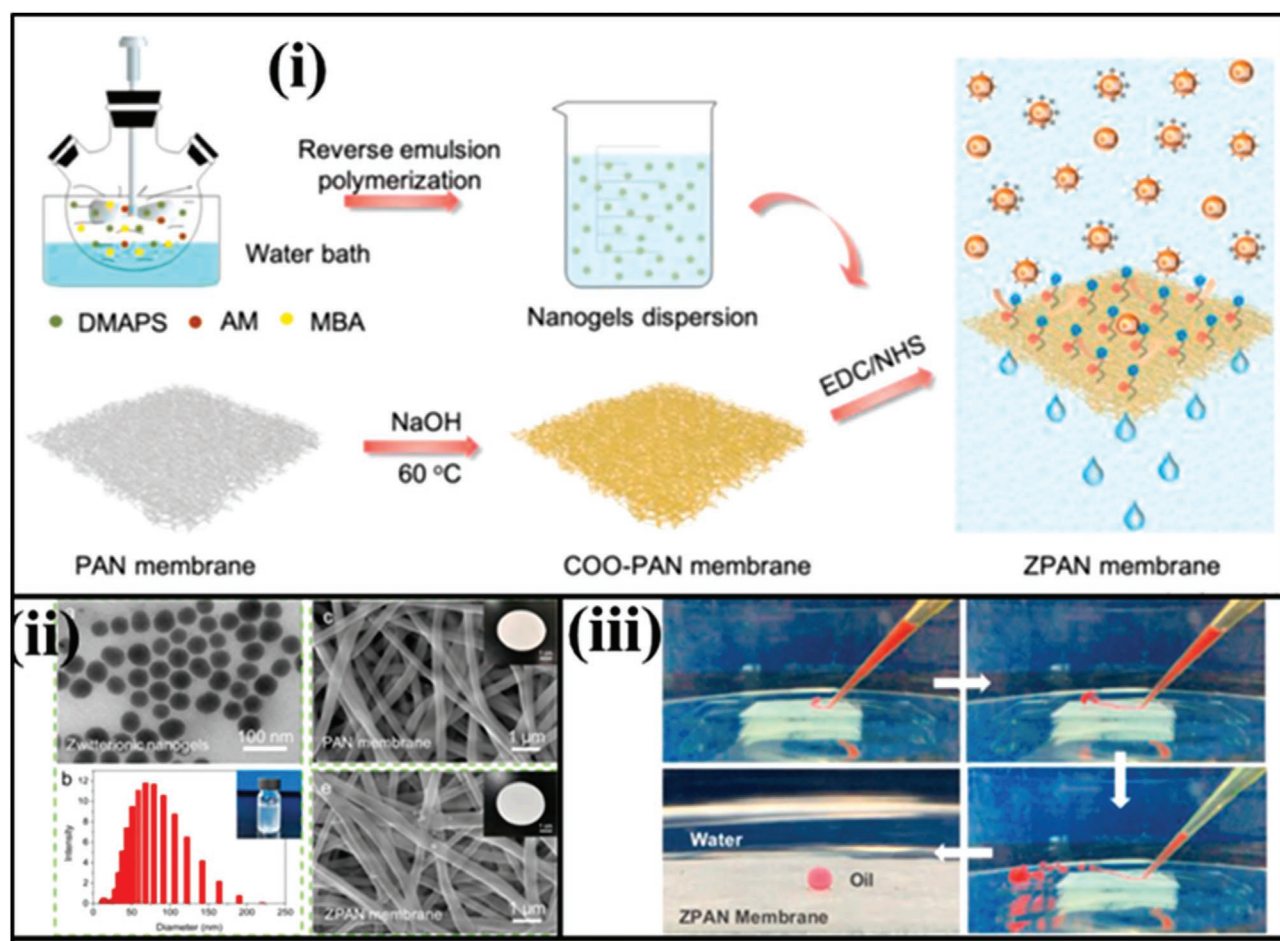 (i)
Reverse emulsion
polymerization
Water bath
DMAPS AM MBA
Nanogels dispersion
EDC/NHS
NaOH
60 °C
PAN membrane
COO-PAN membrane
ZPAN membrane
(ii)
Zwitterionic nanogels
100 nm
c
PAN membrane
1 μm
b
Intensity
12
10
8
6
4
2
0
0 50 100 150 200 250
Diameter (nm)
e
ZPAN membrane
1 μm
(iii)
Water
Oil
ZPAN Membrane